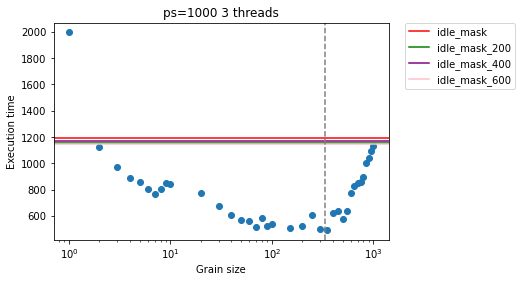 ps=1000 3 threads
idle_mask
idle_mask_200
idle_mask_400
idle_mask_600
Execution time
2000
1800
1600
1400
1200
1000
800
600
10⁰
10¹
10²
10³
Grain size